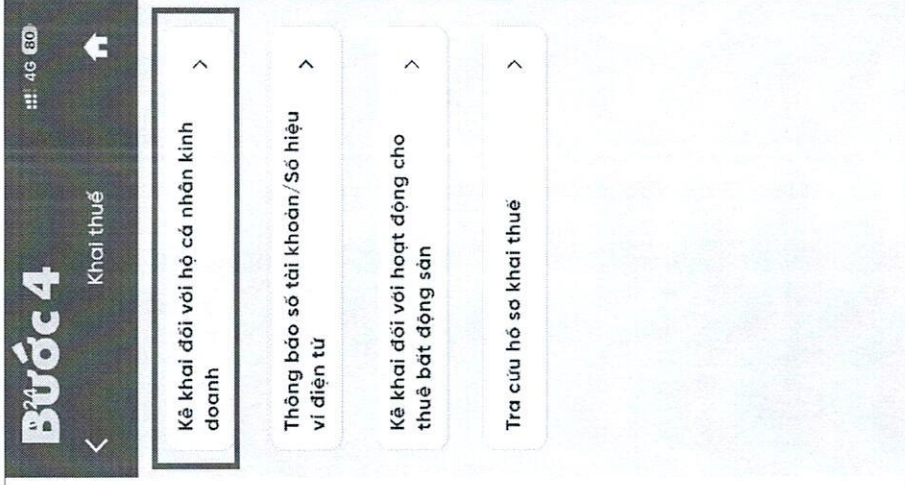 Bước 4
4G 80
Khai thuế
Kê khai đối với hộ cá nhân kinh
doanh
Thông báo số tài khoản/Số hiệu
ví điện tử
Kê khai đối với hoạt động cho
thuê bất động sản
Tra cứu hồ sơ khai thuế